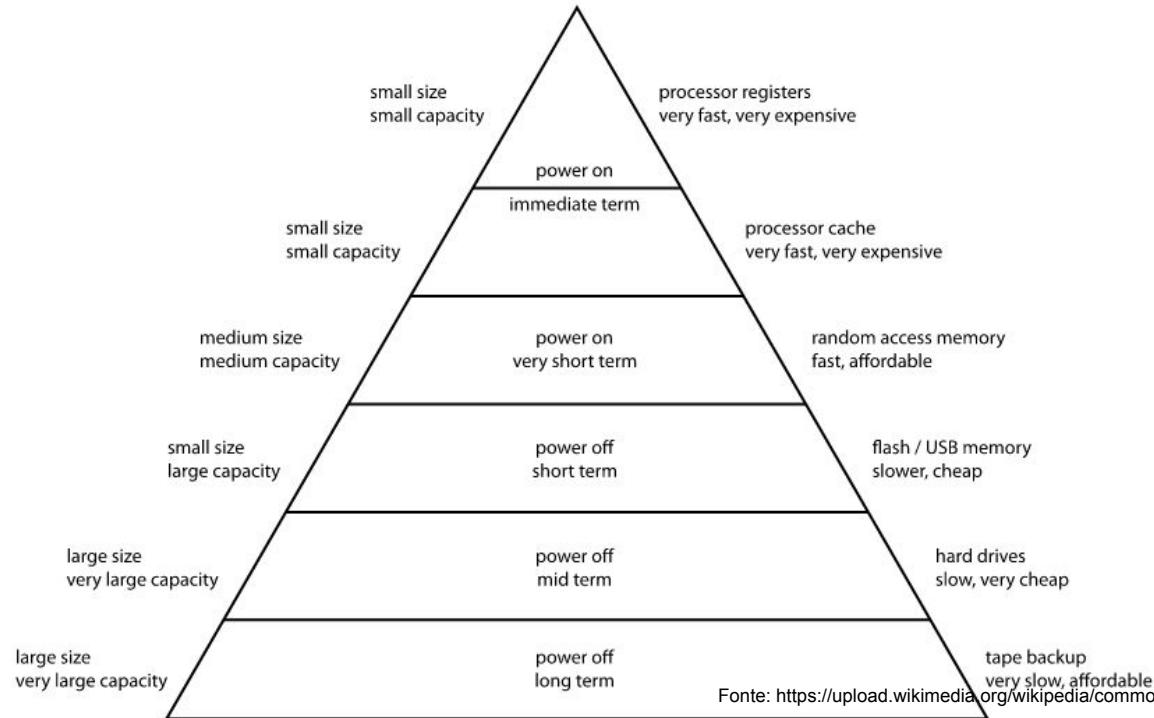 small size
small capacity
processor registers
very fast, very expensive
power on
immediate term
small size
small capacity
processor cache
very fast, very expensive
medium size
medium capacity
power on
very short term
random access memory
fast, affordable
small size
large capacity
power off
short term
flash / USB memory
slower, cheap
large size
very large capacity
power off
mid term
hard drives
slow, very cheap
large size
very large capacity
power off
long term
tape backup
very slow, affordable
Fonte: https://upload.wikimedia.org/wikipedia/commo